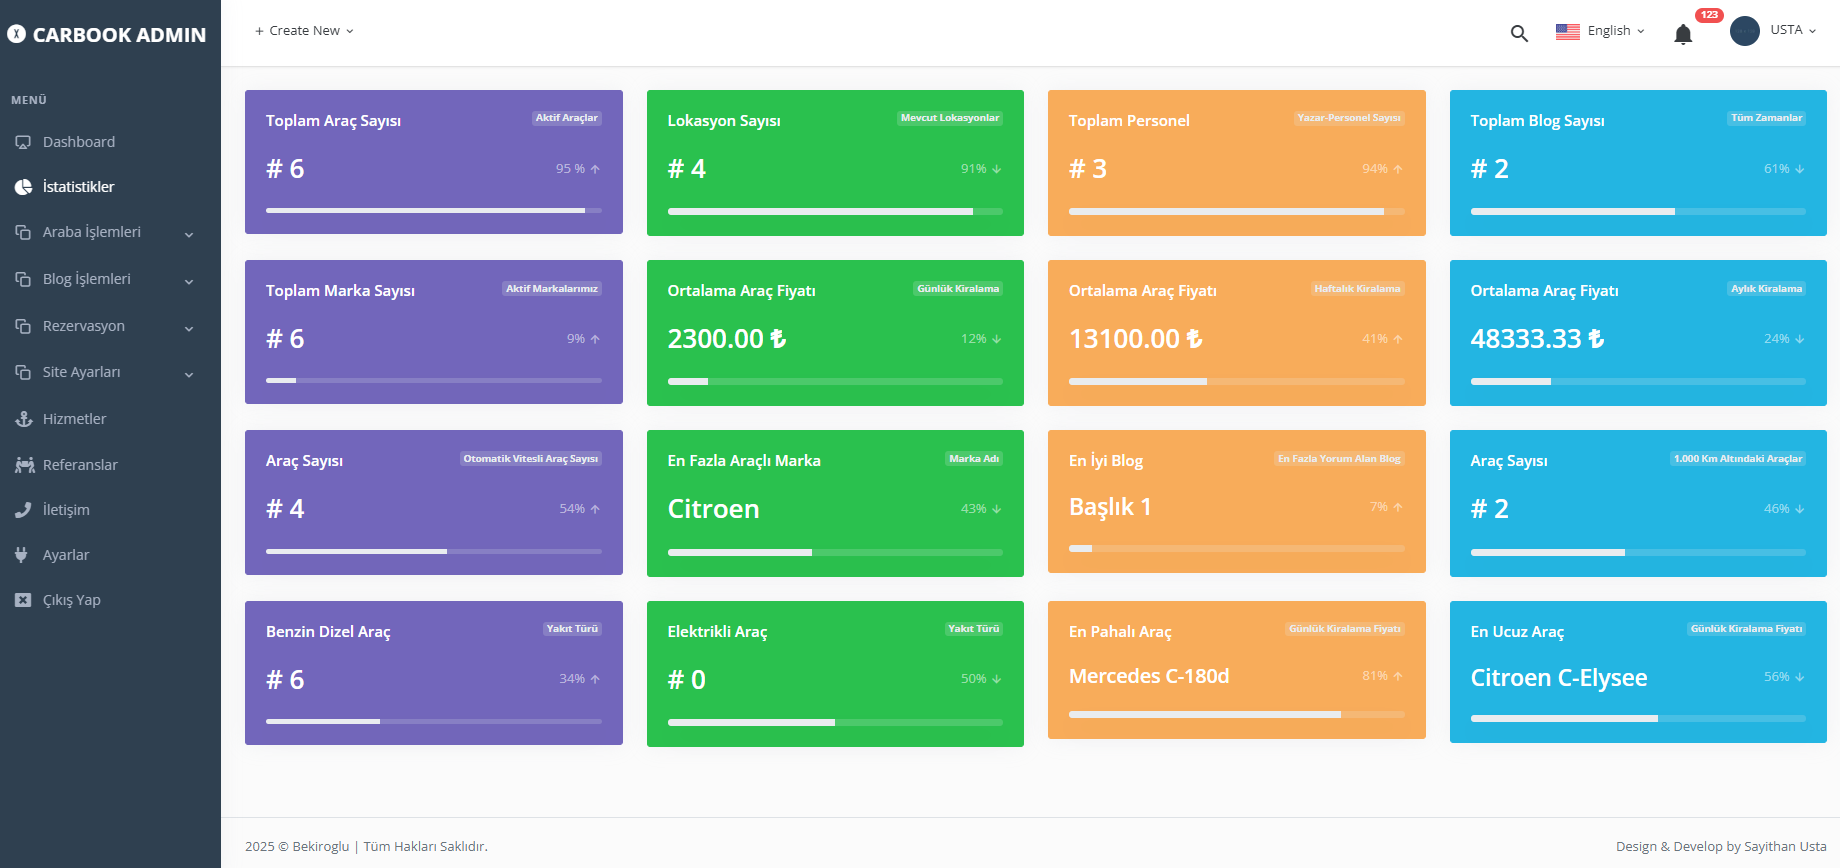 CARBOOK ADMIN
MENÜ
Dashboard
İstatistikler
Araba İşlemleri
Blog İşlemleri
Rezervasyon
Site Ayarları
Hizmetler
Referanslar
İletişim
Ayarlar
Çıkış Yap
+ Create New
English
123
USTA
Toplam Araç Sayısı
Aktif Araçlar
# 6
95 %
Lokasyon Sayısı
Mevcut Lokasyonlar
# 4
91%
Toplam Personel
Yazar-Personel Sayısı
# 3
94%
Toplam Blog Sayısı
Tüm Zamanlar
# 2
61%
Toplam Marka Sayısı
Aktif Markalarımız
# 6
9%
Ortalama Araç Fiyatı
Günlük Kiralama
2300.00 ₺
12%
Ortalama Araç Fiyatı
Haftalık Kiralama
13100.00 ₺
41%
Ortalama Araç Fiyatı
Aylık Kiralama
48333.33 ₺
24%
Araç Sayısı
Otomatik Vitesli Araç Sayısı
# 4
54%
En Fazla Araçlı Marka
Marka Adı
Citroen
43%
En İyi Blog
En Fazla Yorum Alan Blog
Başlık 1
7%
Araç Sayısı
1.000 Km Altındaki Araçlar
# 2
46%
Benzin Dizel Araç
Yakıt Türü
# 6
34%
Elektrikli Araç
Yakıt Türü
# 0
50%
En Pahalı Araç
Günlük Kiralama Fiyatı
Mercedes C-180d
81%
En Ucuz Araç
Günlük Kiralama Fiyatı
Citroen C-Elysee
56%
2025 © Bekiroglu | Tüm Hakları Saklıdır.
Design & Develop by Sayithan Usta